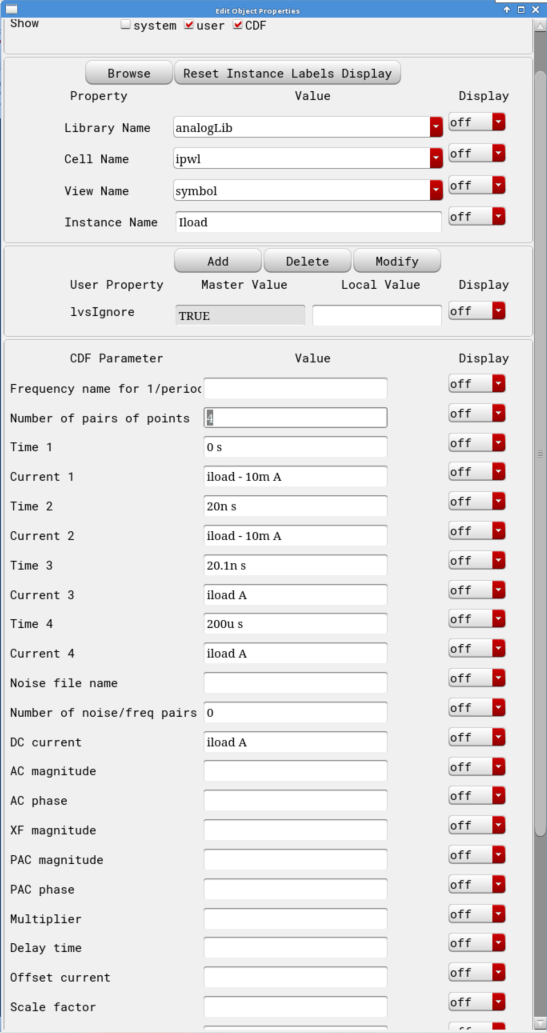 Edit Object Properties
Show system user CDF
Browse Reset Instance Labels Display
Property Value Display
Library Name analogLib off
Cell Name ipwl off
View Name symbol off
Instance Name Iload off
Add Delete Modify
User Property Master Value Local Value Display
lvsIgnore TRUE off
CDF Parameter Value Display
Frequency name for 1/perioc off
Number of pairs of points off
Time 1 0 s off
Current 1 iload - 10m A off
Time 2 20n s off
Current 2 iload - 10m A off
Time 3 20.1n s off
Current 3 iload A off
Time 4 200u s off
Current 4 iload A off
Noise file name off
Number of noise/freq pairs 0 off
DC current iload A off
AC magnitude off
AC phase off
XF magnitude off
PAC magnitude off
PAC phase off
Multiplier off
Delay time off
Offset current off
Scale factor off